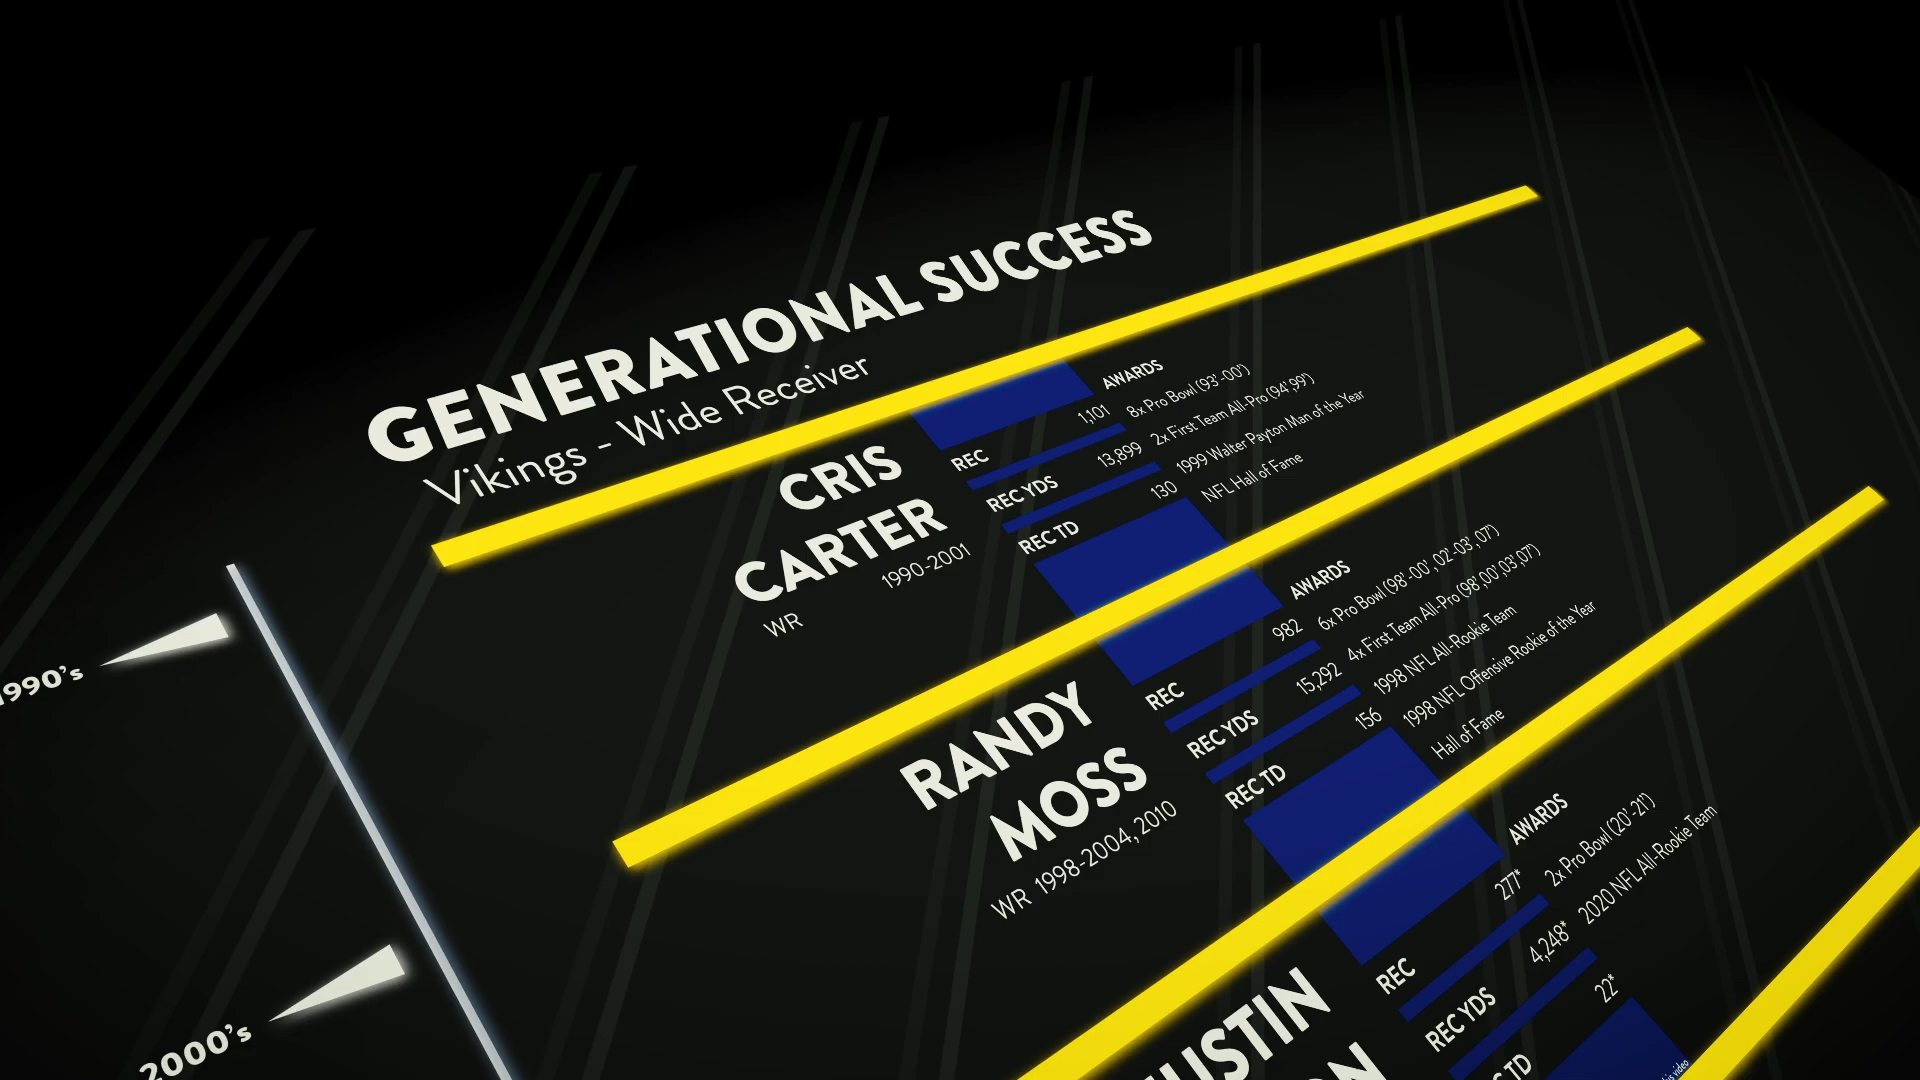 GENERATIONAL SUCCESS
Vikings - Wide Receiver
CRIS
CARTER
WR 1990-2001
REC 1,101
REC YDS 13,899
REC TD 130
AWARDS
8x Pro Bowl (93'-00')
2x First Team All-Pro (94',99')
1999 Walter Payton Man of the Year
NFL Hall of Fame
RANDY
MOSS
WR 1998-2004, 2010
REC 982
REC YDS 15,292
REC TD 156
AWARDS
6x Pro Bowl (98'-00', 02'-03', 07')
4x First Team All-Pro (98',00',03',07')
1998 NFL All-Rookie Team
1998 NFL Offensive Rookie of the Year
Hall of Fame
USTIN
ON
REC 277*
REC YDS 4,248*
C TD 22*
AWARDS
2x Pro Bowl (20'-21')
2020 NFL All-Rookie Team
video
990's
2000's